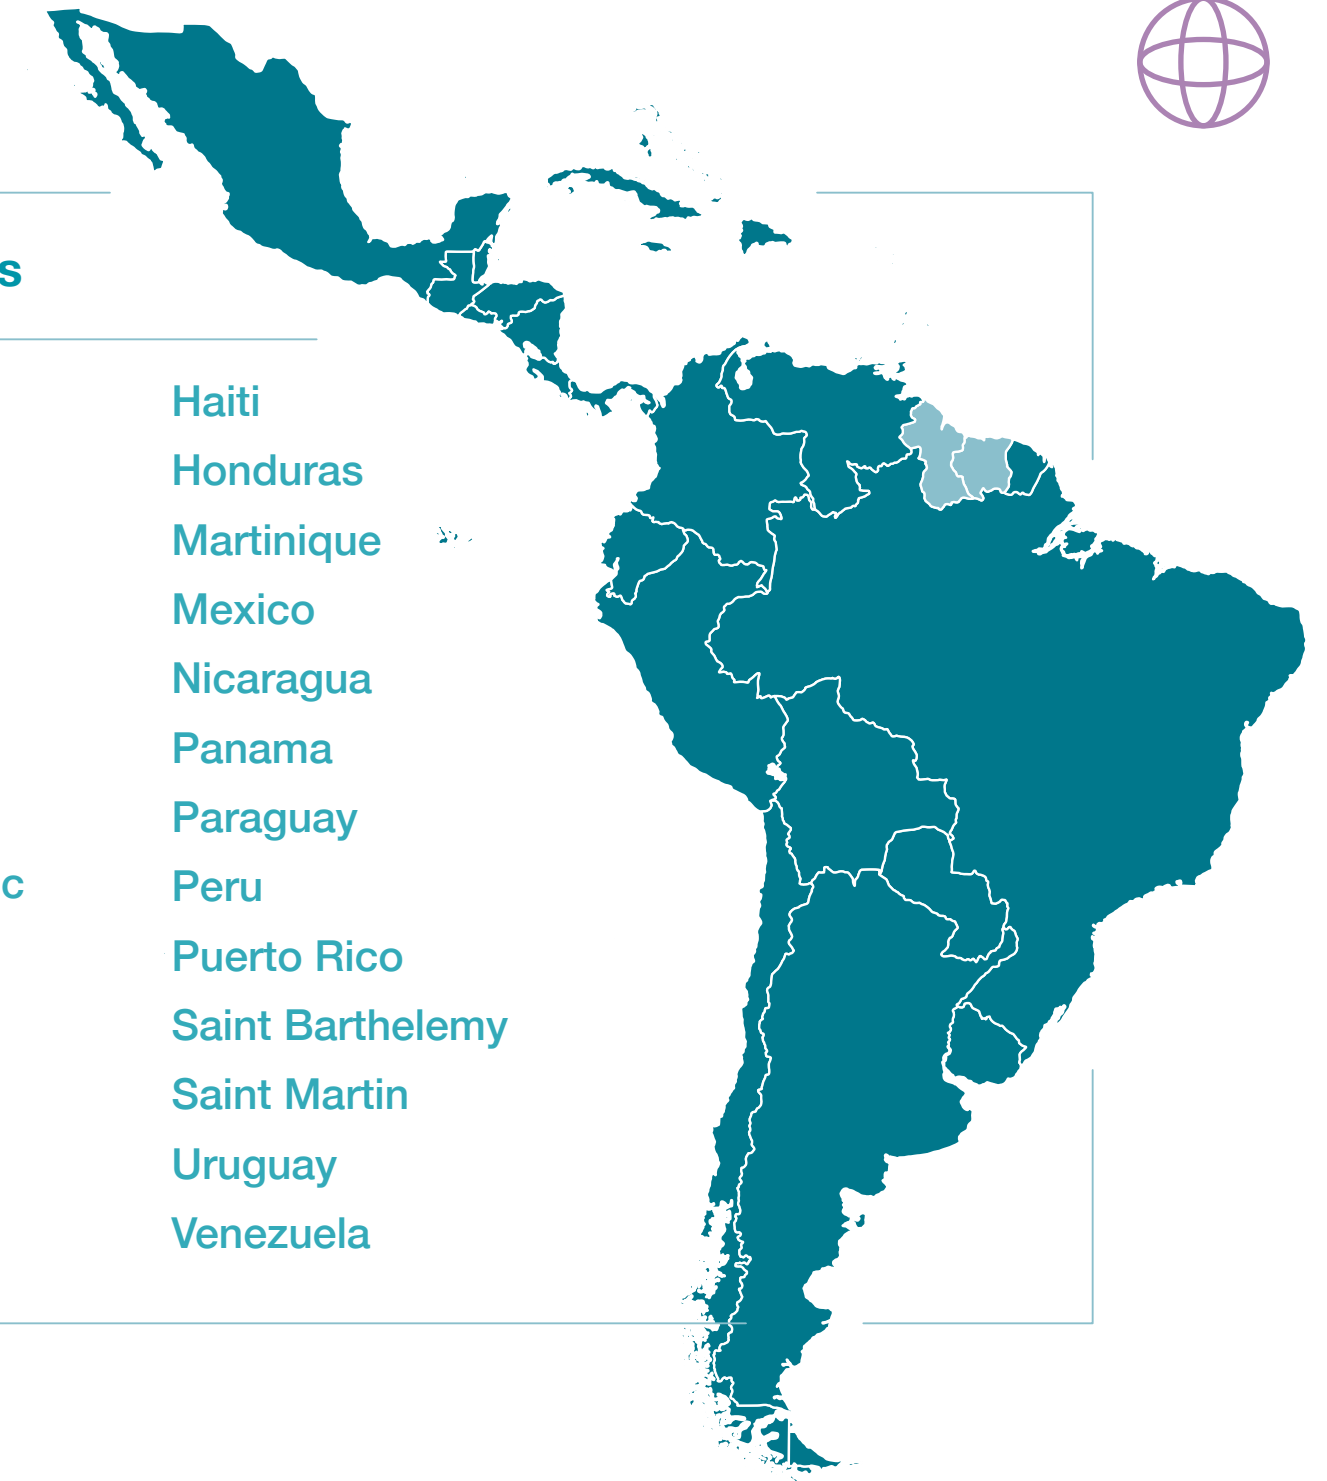 s
Haiti
Honduras
Martinique
Mexico
Nicaragua
Panama
Paraguay
c
Peru
Puerto Rico
Saint Barthelemy
Saint Martin
Uruguay
Venezuela